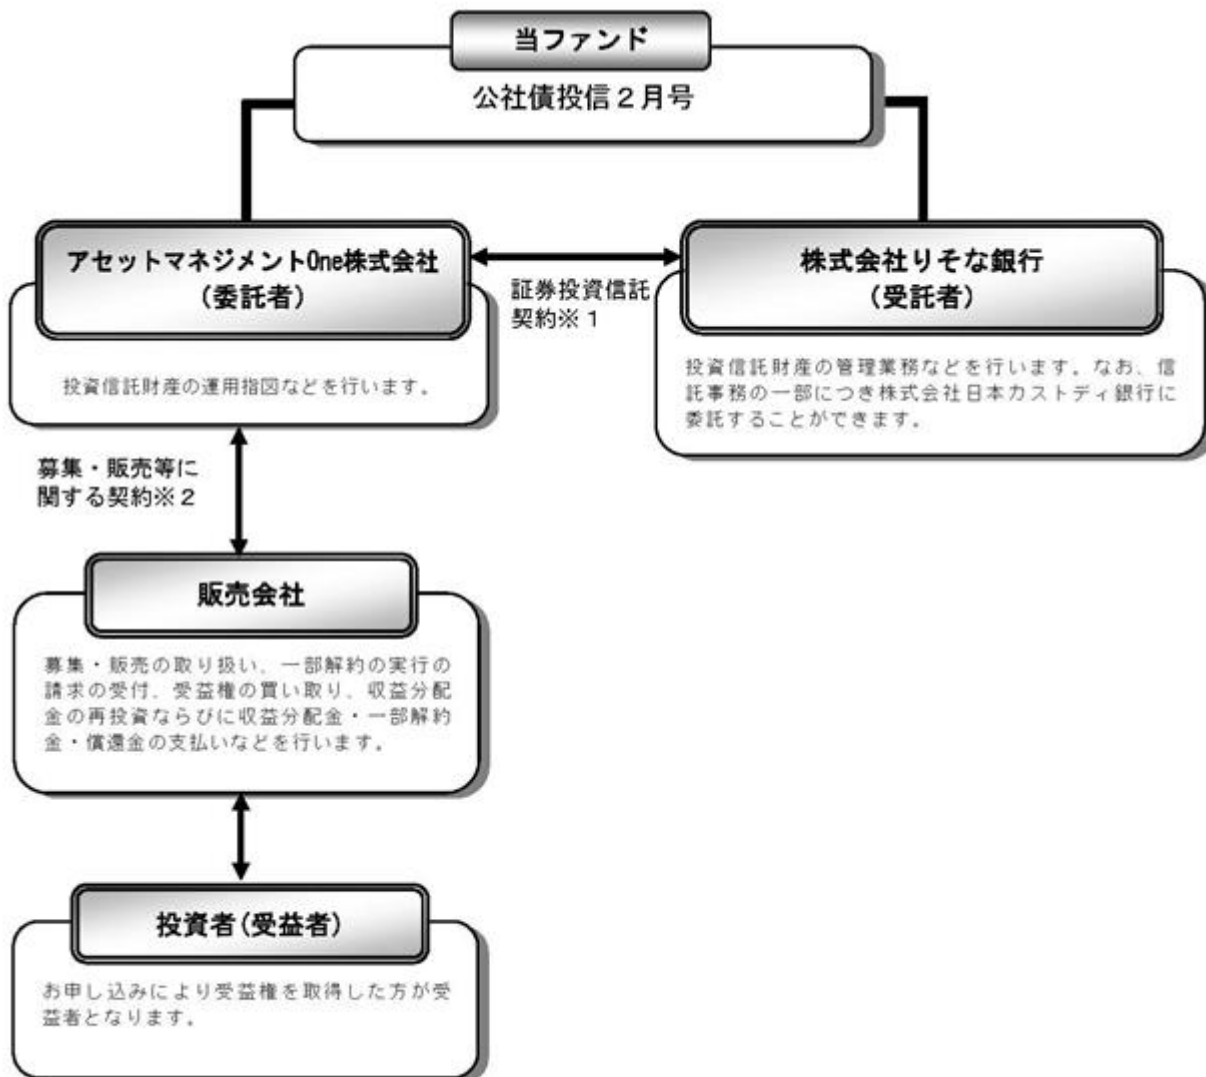 当ファンド
公社債投信２月号
アセットマネジメントOne株式会社
（委託者）
投資信託財産の運用指図などを行います。
証券投資信託
契約※１
株式会社りそな銀行
（受託者）
投資信託財産の管理業務などを行います。なお、信
託事務の一部につき株式会社日本カストディ銀行に
委託することができます。
募集・販売等に
関する契約※２
販売会社
募集・販売の取り扱い、一部解約の実行の
請求の受付、受益権の買い取り、収益分配
金の再投資ならびに収益分配金・一部解約
金・償還金の支払いなどを行います。
投資者(受益者)
お申し込みにより受益権を取得した方が受
益者となります。